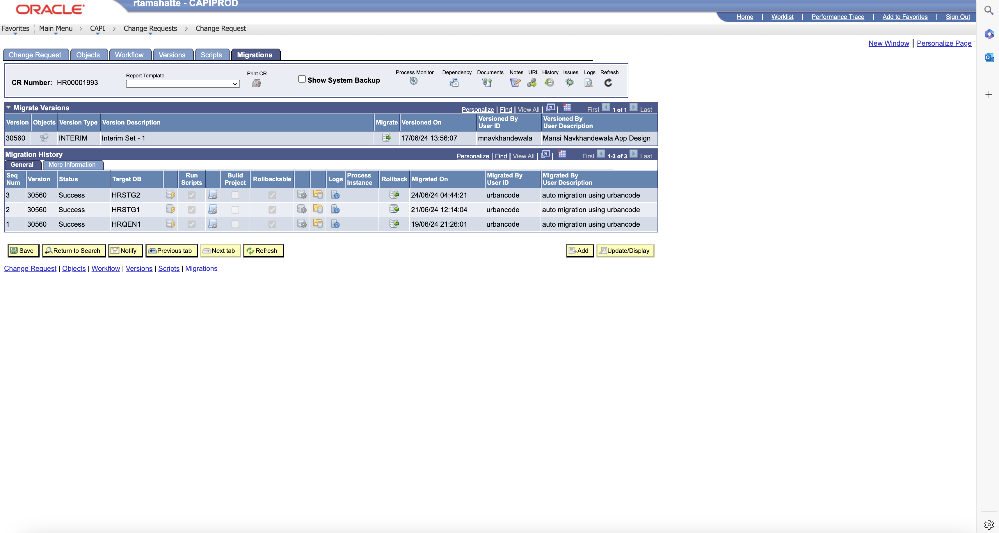 ORACLE
rtamshatte - CAPIPROD
Home | Worklist | Performance Trace | Add to Favorites | Sign Out
Favorites Main Menu > CAPI > Change Requests > Change Request
New Window | Personalize Page
Change Request Objects Workflow Versions Scripts Migrations
CR Number: HR00001993 Report Template Print CR Show System Backup Process Monitor Dependency Documents Notes URL History Issues Logs Refresh
Migrate Versions Personalize | Find | View All | | First 1 of 1 Last
Version Objects Version Type Version Description Migrate Versioned On Versioned By User ID Versioned By User Description
30560 INTERIM Interim Set - 1 17/06/24 13:56:07 mnavkhandewala Mansi Navkhandewala App Design
Migration History Personalize | Find | View All | | First 1-3 of 3 Last
General More Information
Seq Num Version Status Target DB Run Scripts Build Project Rollbackable Logs Process Instance Rollback Migrated On Migrated By User ID Migrated By User Description
3 30560 Success HRSTG2 24/06/24 04:44:21 urbancode auto migration using urbancode
2 30560 Success HRSTG1 21/06/24 12:14:04 urbancode auto migration using urbancode
1 30560 Success HRQEN1 19/06/24 21:26:01 urbancode auto migration using urbancode
Save Return to Search Notify Previous tab Next tab Refresh Add Update/Display
Change Request | Objects | Workflow | Versions | Scripts | Migrations